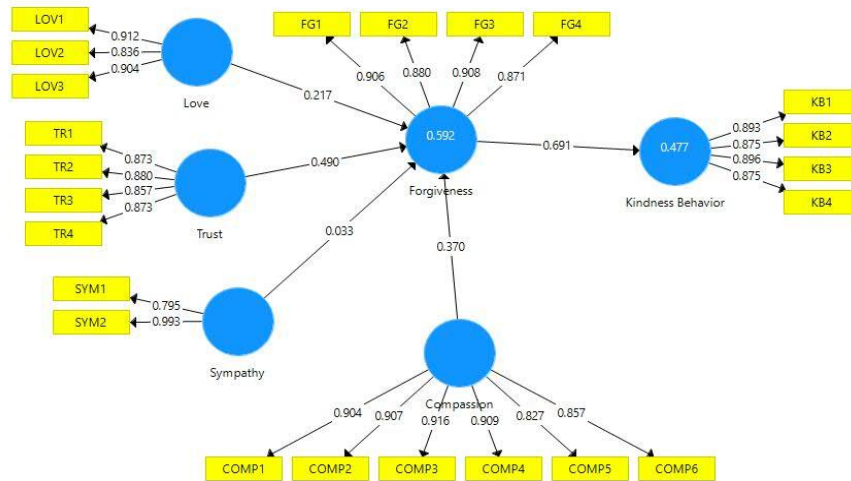 LOV1
LOV2
LOV3
0.912
0.836
0.904
Love
0.217
FG1
FG2
FG3
FG4
0.906
0.880
0.908
0.871
0.592
Forgiveness
TR1
TR2
TR3
TR4
0.873
0.880
0.857
0.873
Trust
0.490
0.691
0.477
Kindness Behavior
KB1
KB2
KB3
KB4
0.893
0.875
0.896
0.875
SYM1
SYM2
0.795
0.993
Sympathy
0.033
0.370
Compassion
0.904
0.907
0.916
0.909
0.827
0.857
COMP1
COMP2
COMP3
COMP4
COMP5
COMP6